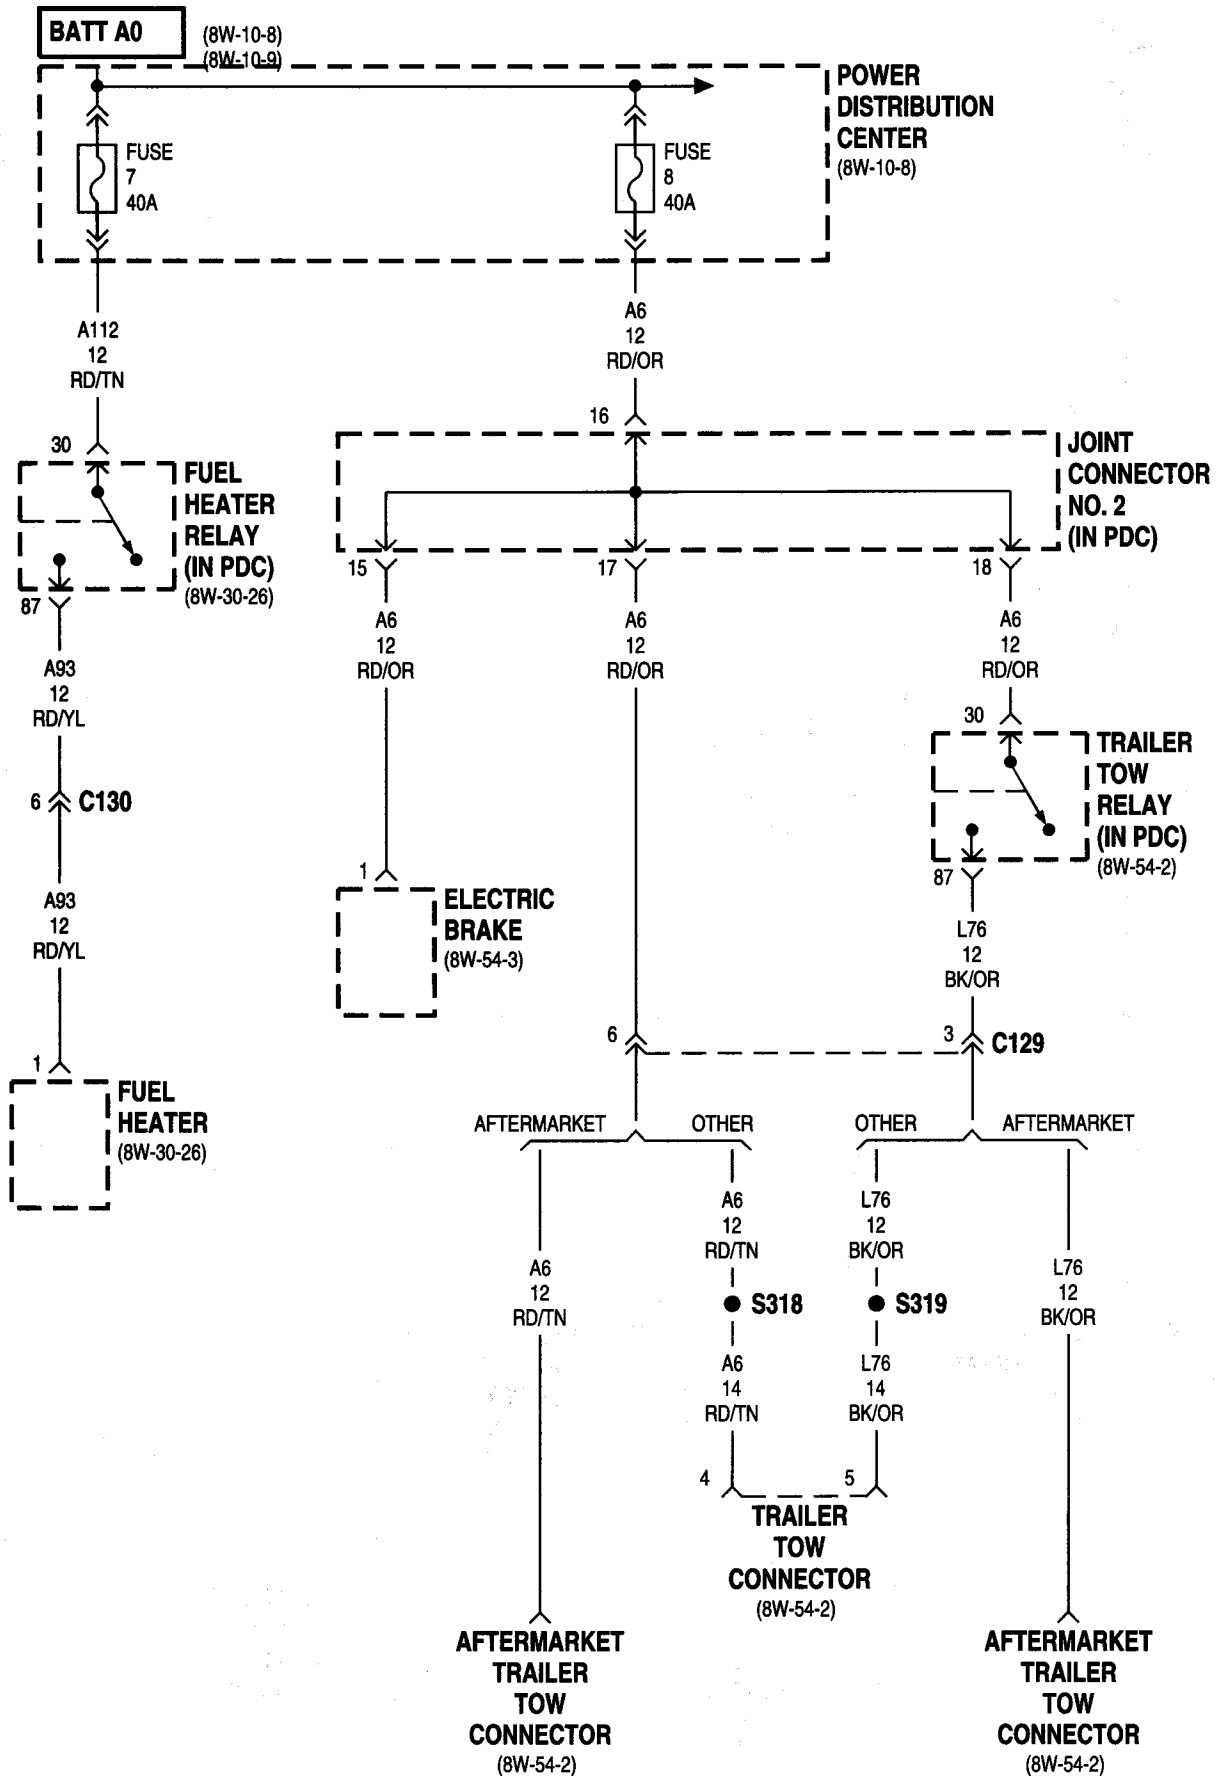 BATT A0
(8W-10-8)
(8W-10-9)
POWER
DISTRIBUTION
CENTER
(8W-10-8)
FUSE
7
40A
FUSE
8
40A
A112
12
RD/TN
A6
12
RD/OR
30
FUEL
HEATER
RELAY
(IN PDC)
(8W-30-26)
87
16
JOINT
CONNECTOR
NO. 2
(IN PDC)
15
17
18
A93
12
RD/YL
A6
12
RD/OR
A6
12
RD/OR
A6
12
RD/OR
30
TRAILER
TOW
RELAY
(IN PDC)
(8W-54-2)
87
6
C130
A93
12
RD/YL
1
ELECTRIC
BRAKE
(8W-54-3)
L76
12
BK/OR
1
FUEL
HEATER
(8W-30-26)
6
3
C129
AFTERMARKET
OTHER
OTHER
AFTERMARKET
A6
12
RD/TN
A6
12
RD/TN
L76
12
BK/OR
L76
12
BK/OR
S318
S319
A6
14
RD/TN
L76
14
BK/OR
4
5
TRAILER
TOW
CONNECTOR
(8W-54-2)
AFTERMARKET
TRAILER
TOW
CONNECTOR
(8W-54-2)
AFTERMARKET
TRAILER
TOW
CONNECTOR
(8W-54-2)